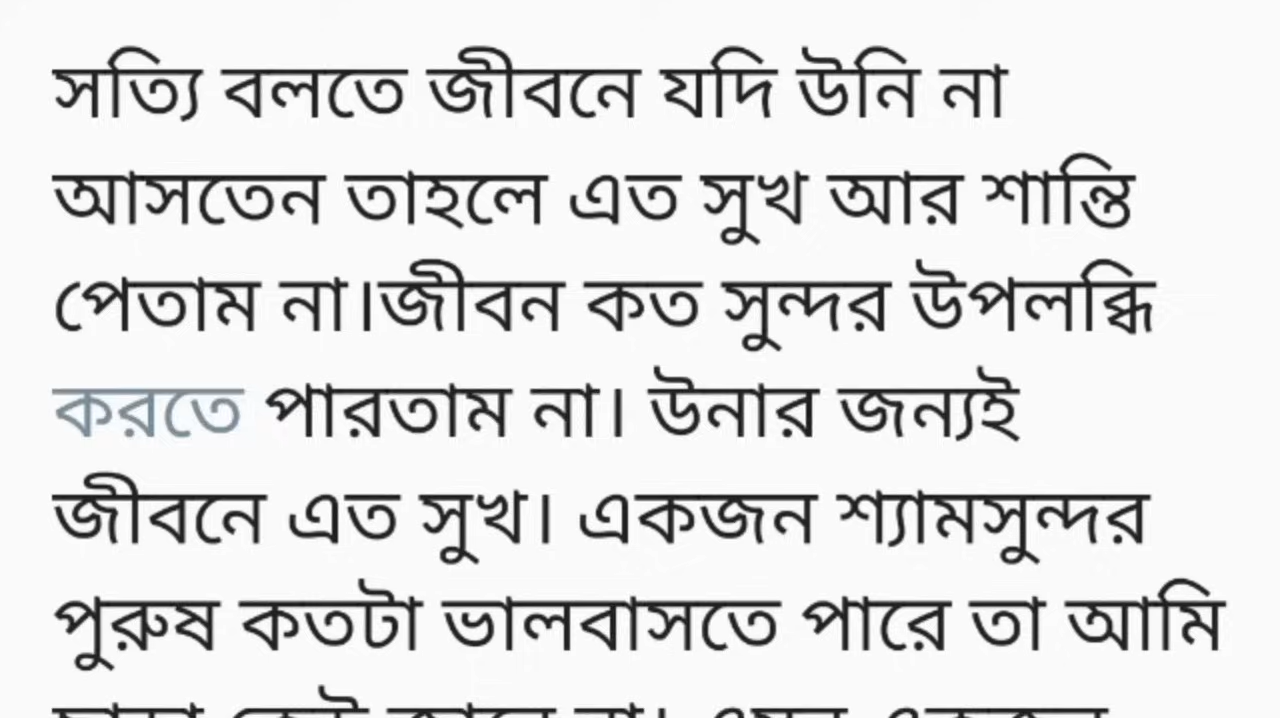 সত্যি বলতে জীবনে যদি উনি না
আসতেন তাহলে এত সুখ আর শান্তি
পেতাম না।জীবন কত সুন্দর উপলব্ধি
করতে পারতাম না। উনার জন্যই
জীবনে এত সুখ। একজন শ্যামসুন্দর
পুরুষ কতটা ভালবাসতে পারে তা আমি